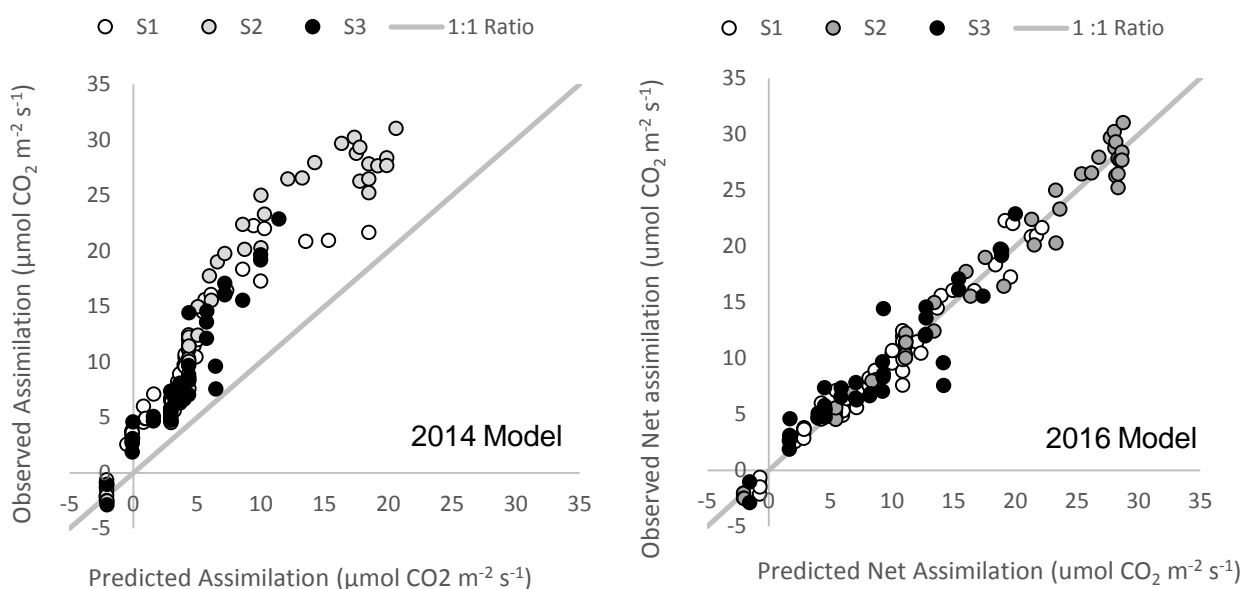 S1 S2 S3 1:1 Ratio
35
30
25
20
15
10
5
0
-5
-5 0 5 10 15 20 25 30 35
Observed Assimilation (µmol CO₂ m⁻² s⁻¹)
2014 Model
Predicted Assimilation (µmol CO2 m⁻² s⁻¹)
S1 S2 S3 1 :1 Ratio
35
30
25
20
15
10
5
0
-5
-5 0 5 10 15 20 25 30 35
Observed Net assimilation (umol CO₂ m⁻² s⁻¹)
2016 Model
Predicted Net Assimilation (umol CO₂ m⁻² s⁻¹)